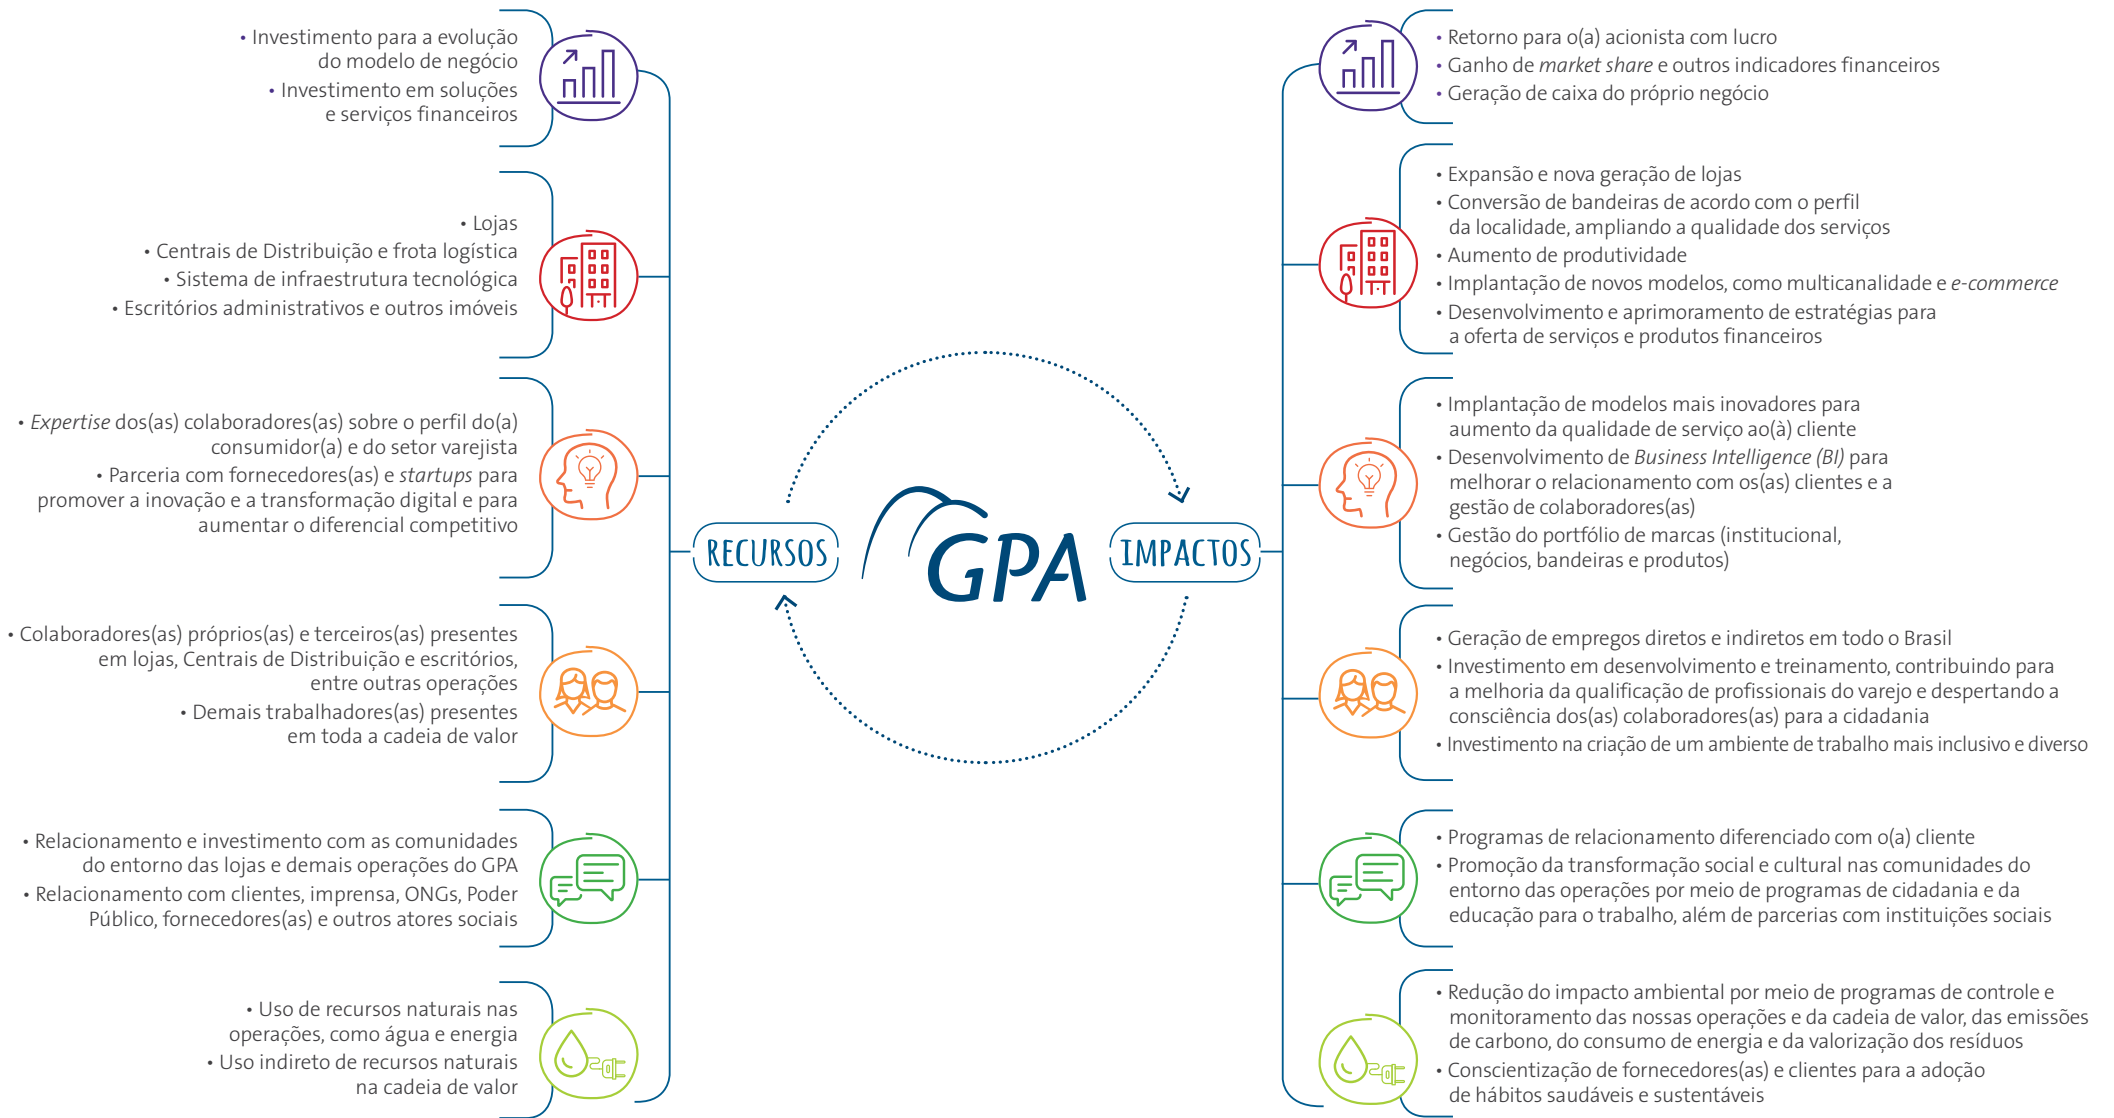 • Investimento para a evolução
do modelo de negócio
• Investimento em soluções
e serviços financeiros
• Lojas
• Centrais de Distribuição e frota logística
• Sistema de infraestrutura tecnológica
• Escritórios administrativos e outros imóveis
• Expertise dos(as) colaboradores(as) sobre o perfil do(a)
consumidor(a) e do setor varejista
• Parceria com fornecedores(as) e startups para
promover a inovação e a transformação digital e para
aumentar o diferencial competitivo
• Colaboradores(as) próprios(as) e terceiros(as) presentes
em lojas, Centrais de Distribuição e escritórios,
entre outras operações
• Demais trabalhadores(as) presentes
em toda a cadeia de valor
• Relacionamento e investimento com as comunidades
do entorno das lojas e demais operações do GPA
• Relacionamento com clientes, imprensa, ONGs, Poder
Público, fornecedores(as) e outros atores sociais
• Uso de recursos naturais nas
operações, como água e energia
• Uso indireto de recursos naturais
na cadeia de valor
RECURSOS
GPA
IMPACTOS
• Retorno para o(a) acionista com lucro
• Ganho de market share e outros indicadores financeiros
• Geração de caixa do próprio negócio
• Expansão e nova geração de lojas
• Conversão de bandeiras de acordo com o perfil
da localidade, ampliando a qualidade dos serviços
• Aumento de produtividade
• Implantação de novos modelos, como multicanalidade e e-commerce
• Desenvolvimento e aprimoramento de estratégias para
a oferta de serviços e produtos financeiros
• Implantação de modelos mais inovadores para
aumento da qualidade de serviço ao(à) cliente
• Desenvolvimento de Business Intelligence (BI) para
melhorar o relacionamento com os(as) clientes e a
gestão de colaboradores(as)
• Gestão do portfólio de marcas (institucional,
negócios, bandeiras e produtos)
• Geração de empregos diretos e indiretos em todo o Brasil
• Investimento em desenvolvimento e treinamento, contribuindo para
a melhoria da qualificação de profissionais do varejo e despertando a
consciência dos(as) colaboradores(as) para a cidadania
• Investimento na criação de um ambiente de trabalho mais inclusivo e diverso
• Programas de relacionamento diferenciado com o(a) cliente
• Promoção da transformação social e cultural nas comunidades do
entorno das operações por meio de programas de cidadania e da
educação para o trabalho, além de parcerias com instituições sociais
• Redução do impacto ambiental por meio de programas de controle e
monitoramento das nossas operações e da cadeia de valor, das emissões
de carbono, do consumo de energia e da valorização dos resíduos
• Conscientização de fornecedores(as) e clientes para a adoção
de hábitos saudáveis e sustentáveis